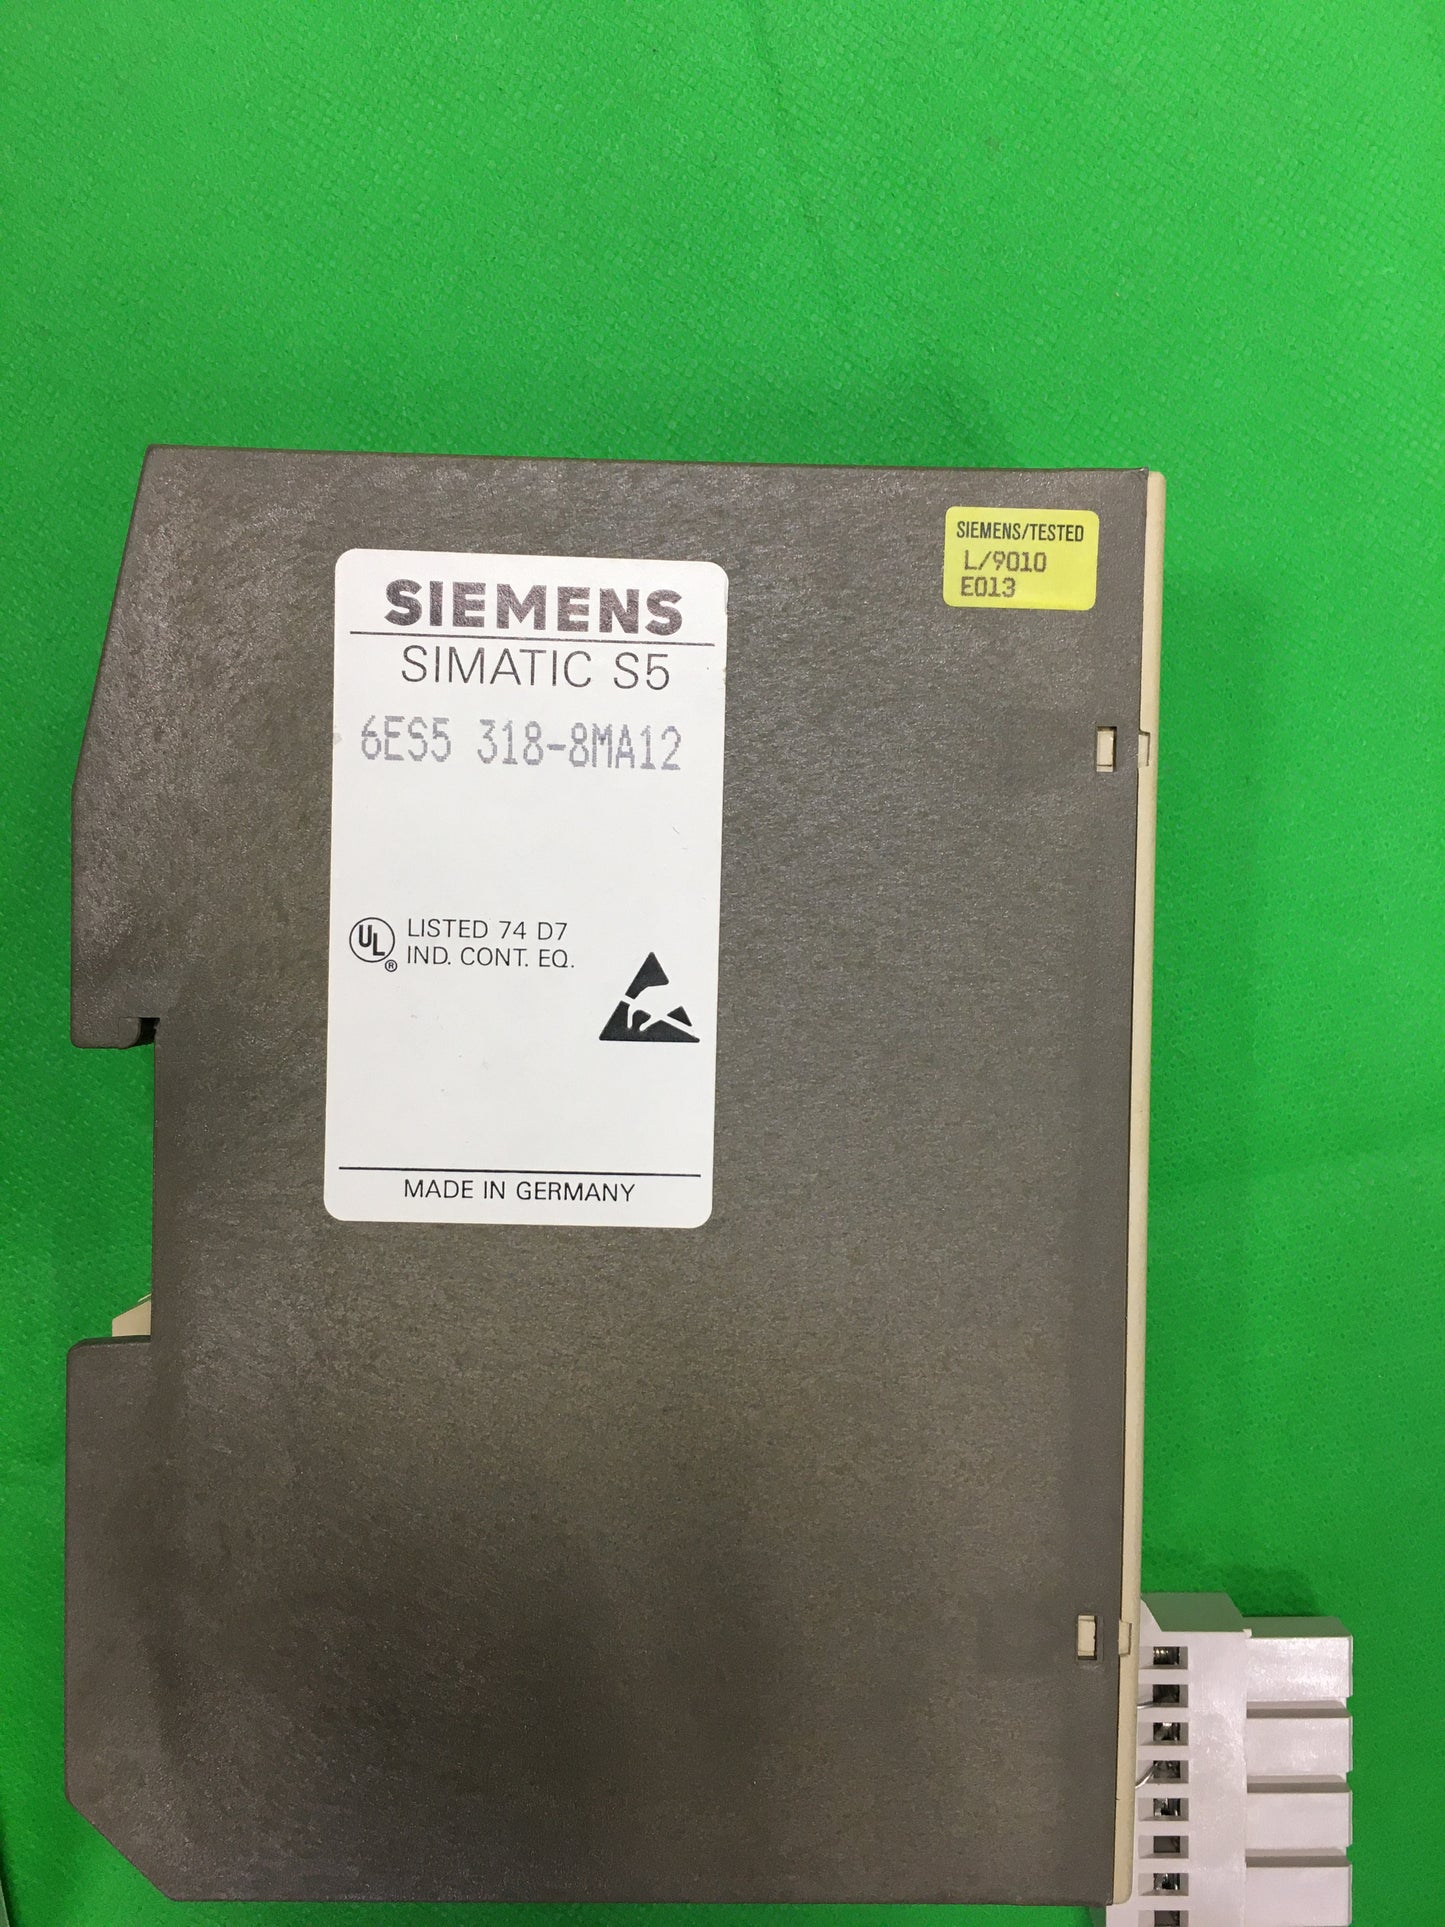 SIEMENS/TESTED
L/9010
E013
SIEMENS
SIMATIC S5
6ES5 318-8MA12
UL® LISTED 74 D7
IND. CONT. EQ.
MADE IN GERMANY